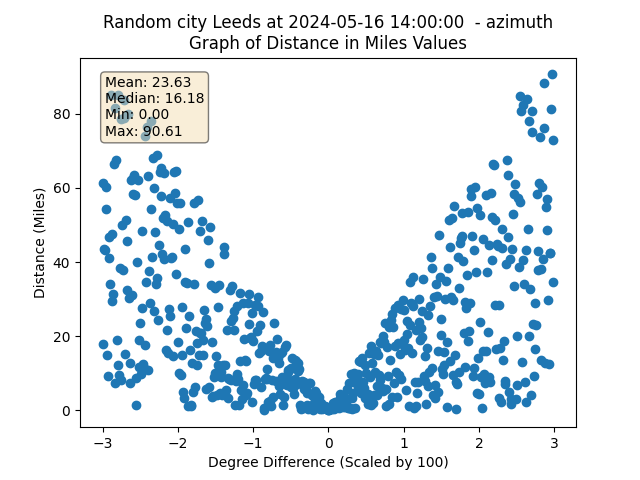 Random city Leeds at 2024-05-16 14:00:00  - azimuth
Graph of Distance in Miles Values
Mean: 23.63
Median: 16.18
Min: 0.00
Max: 90.61
Distance (Miles)
80
60
40
20
0
−3 −2 −1 0 1 2 3
Degree Difference (Scaled by 100)